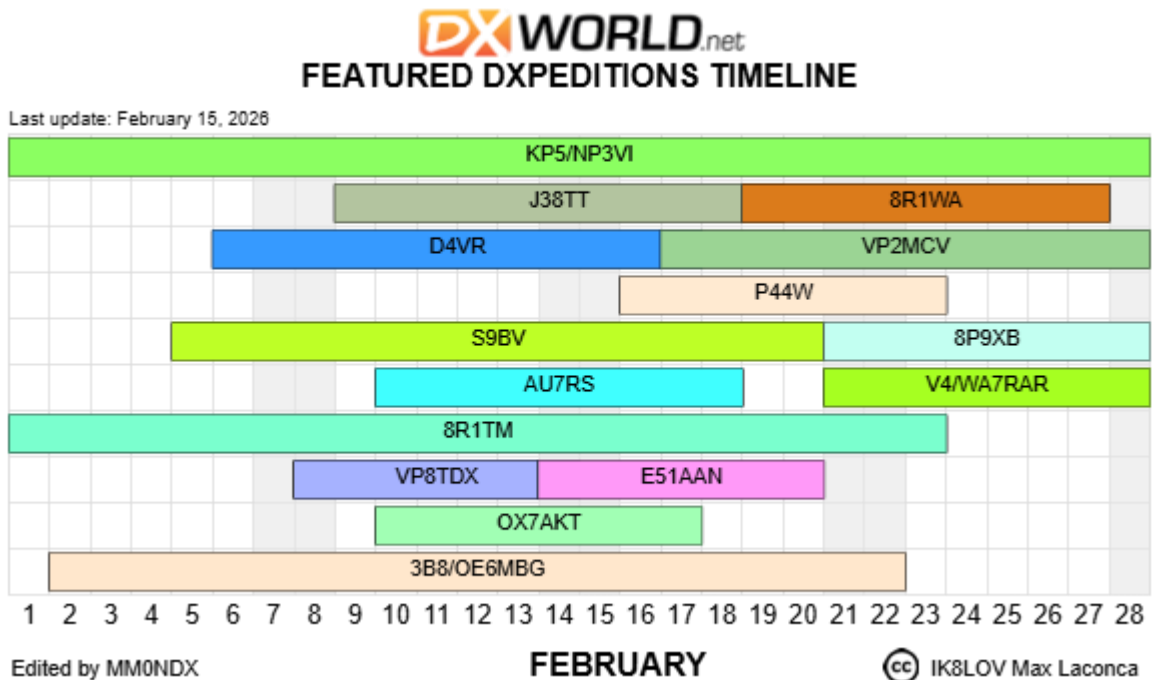 DXWORLD.net
FEATURED DXPEDITIONS TIMELINE
Last update: February 15, 2026
KP5/NP3VI
J38TT 8R1WA
D4VR VP2MCV
P44W
S9BV 8P9XB
AU7RS V4/WA7RAR
8R1TM
VP8TDX E51AAN
OX7AKT
3B8/OE6MBG
1 2 3 4 5 6 7 8 9 10 11 12 13 14 15 16 17 18 19 20 21 22 23 24 25 26 27 28
Edited by MM0NDX FEBRUARY cc IK8LOV Max Laconca